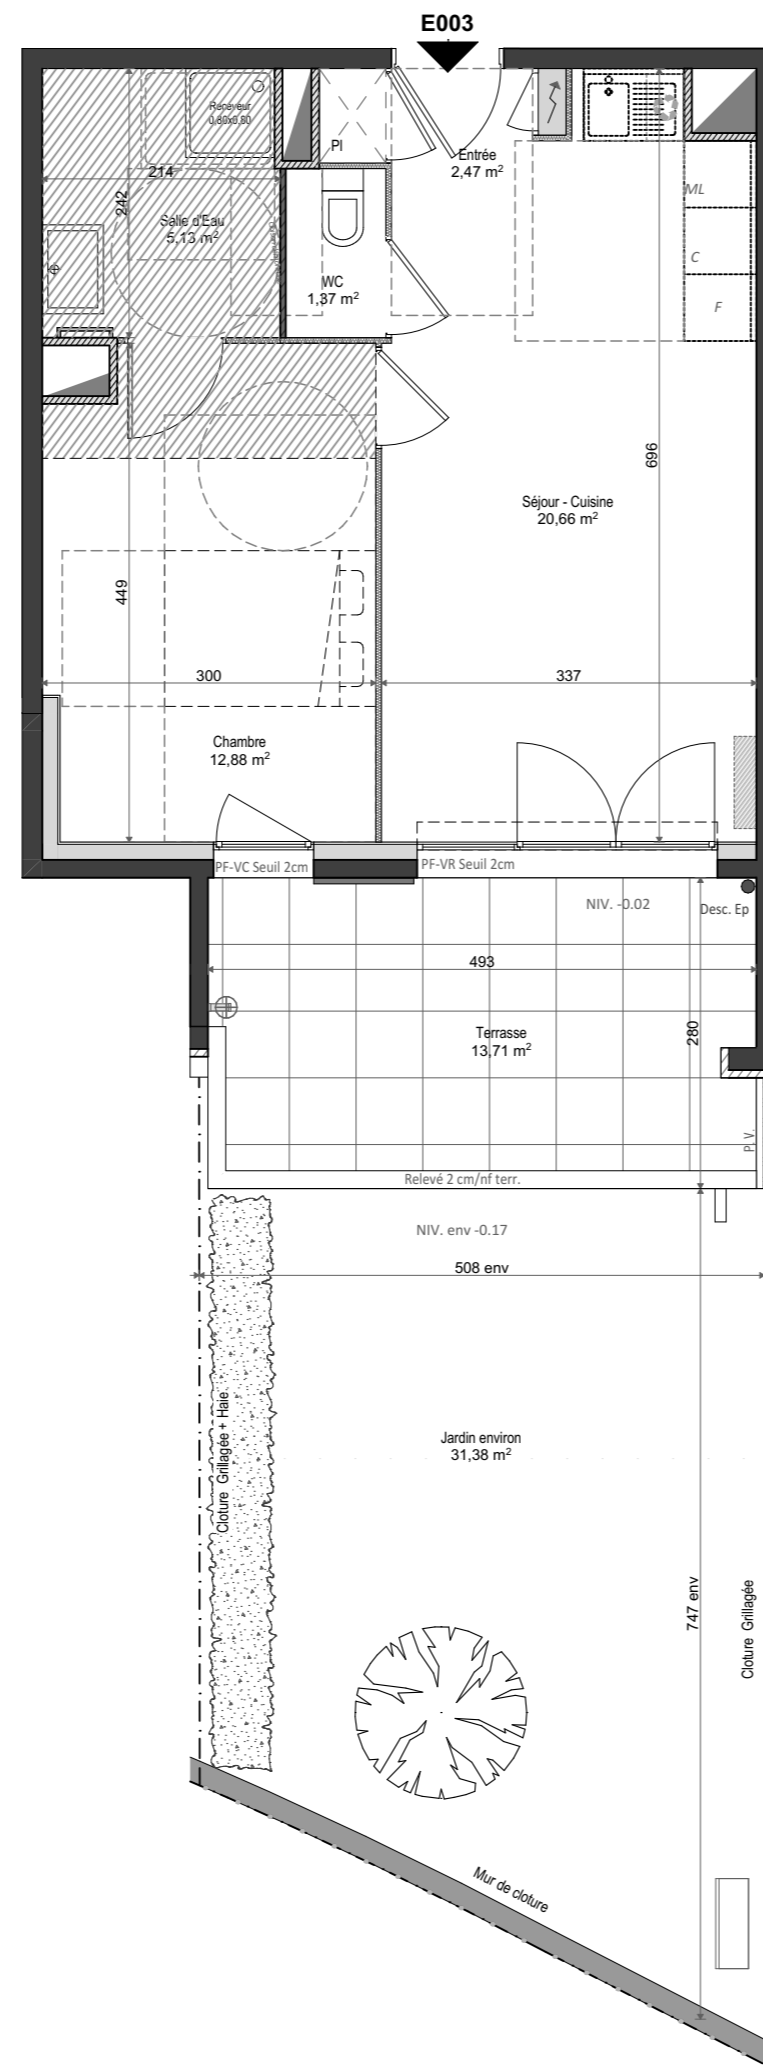 E003
Receveur
0.80x0.80
Pl
Entrée
2,47 m²
214
242
Salle d'Eau
5,13 m²
ML
C
F
WC
1,37 m²
696
Séjour - Cuisine
20,66 m²
449
300
337
Chambre
12,88 m²
PF-VC Seuil 2cm
PF-VR Seuil 2cm
NIV. -0.02
Desc. Ep
493
280
Terrasse
13,71 m²
P. V.
Relevé 2 cm/nf terr.
NIV. env -0.17
508 env
Cloture Grillagée + Haie
Jardin environ
31,38 m²
747 env
Cloture Grillagée
Mur de cloture